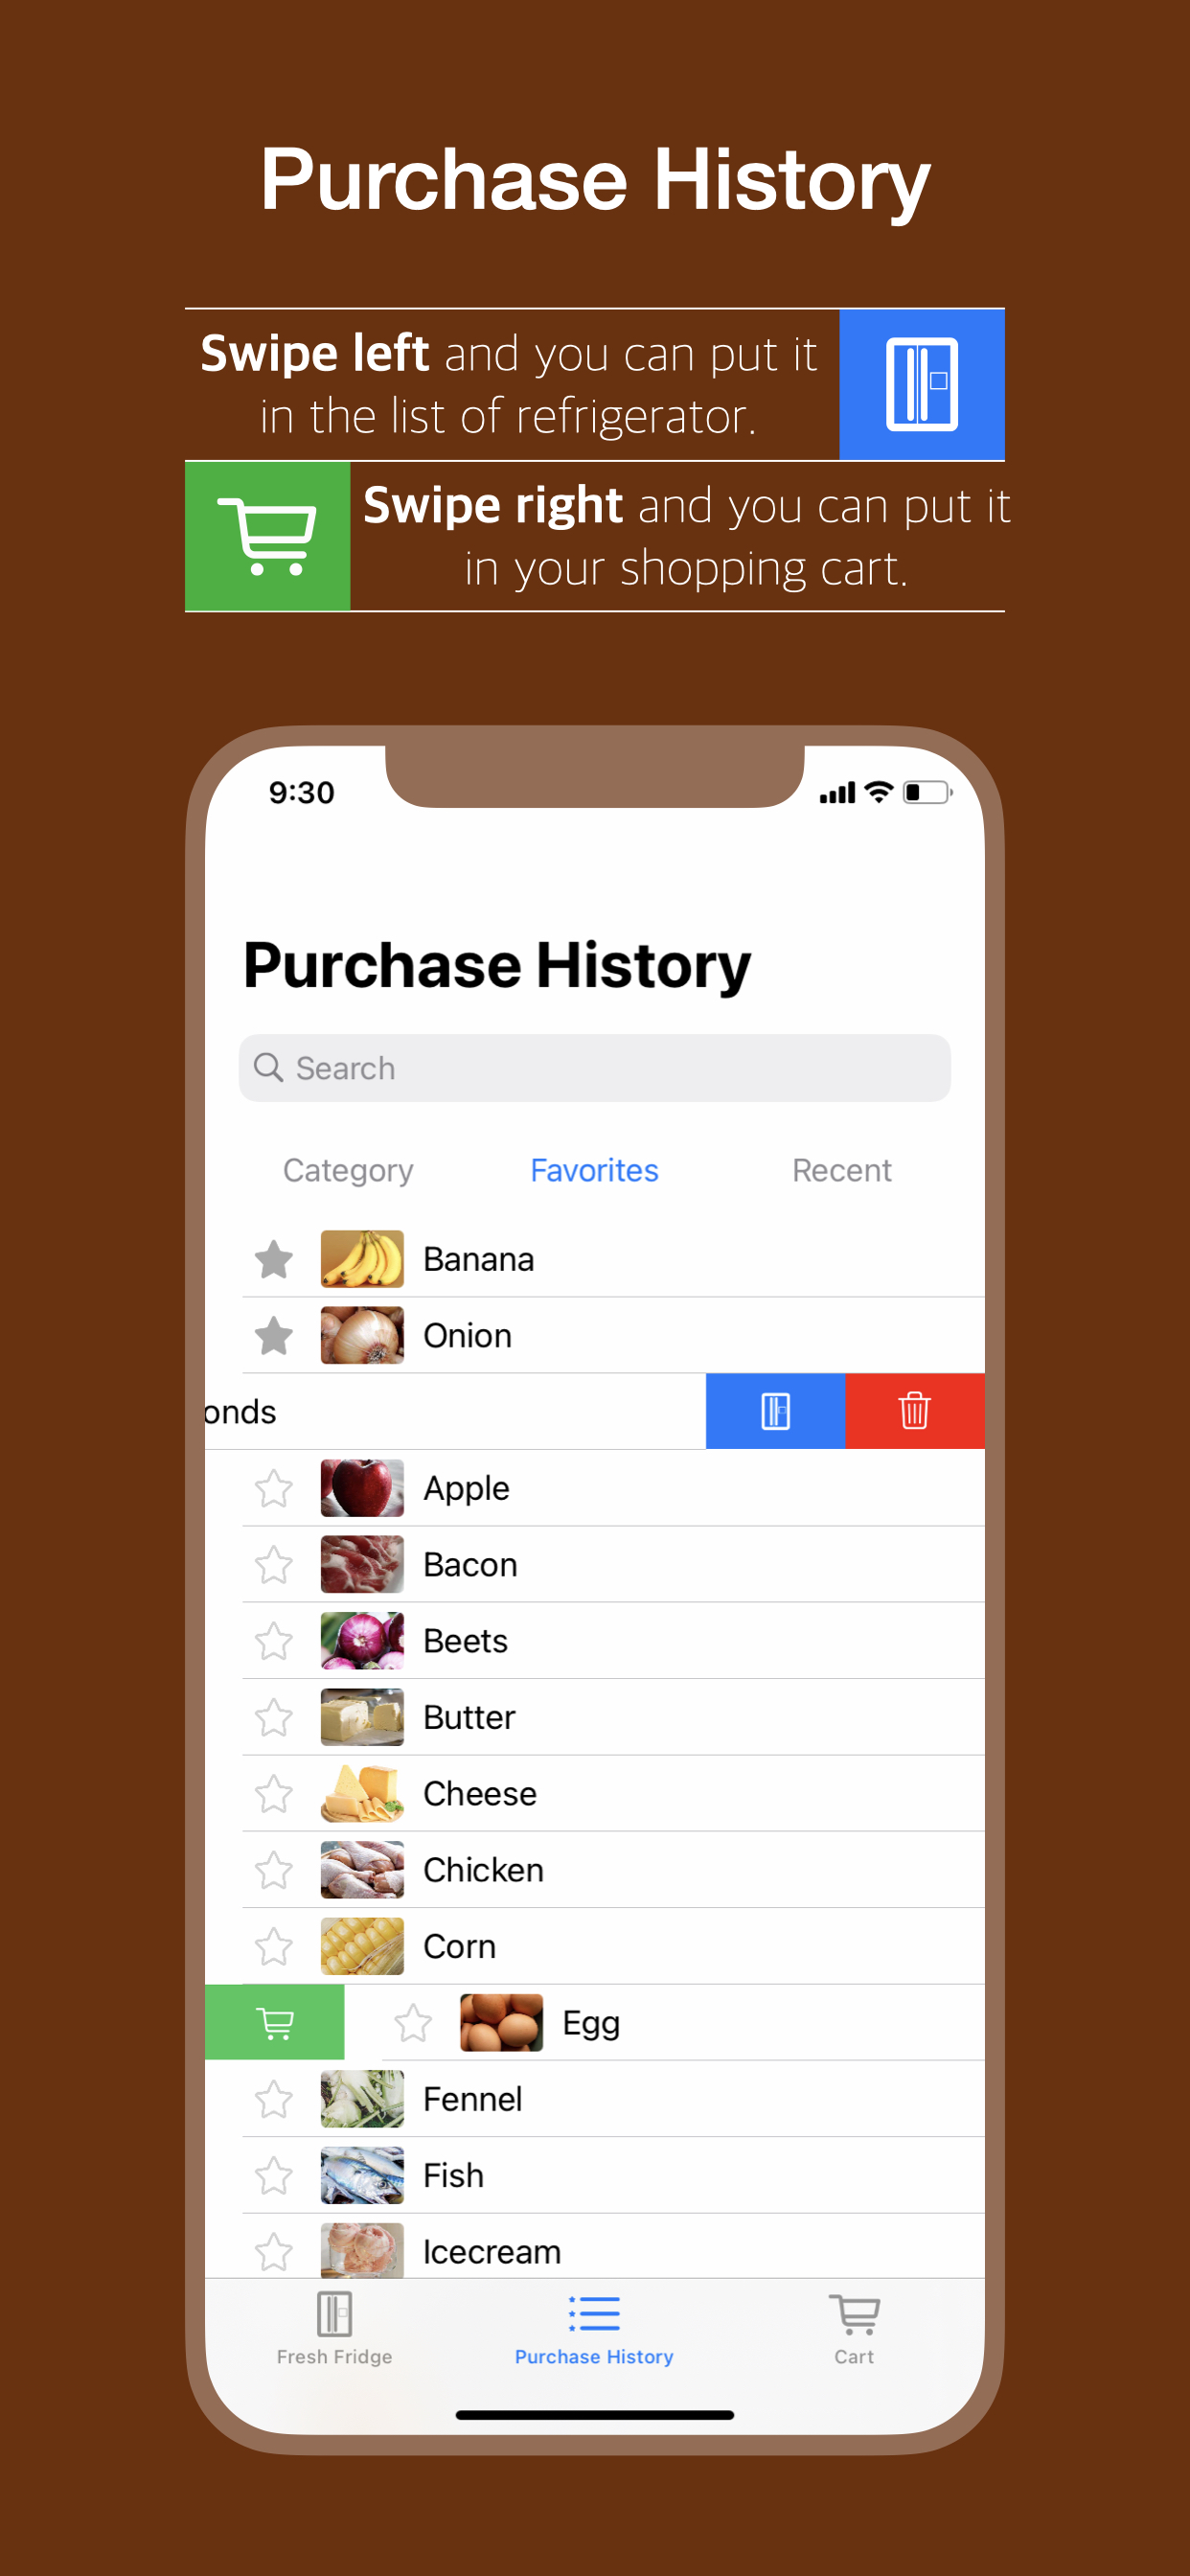 Purchase History
Swipe left and you can put it
in the list of refrigerator.
Swipe right and you can put it
in your shopping cart.
9:30
Purchase History
Search
Category Favorites Recent
Banana
Onion
onds
Apple
Bacon
Beets
Butter
Cheese
Chicken
Corn
Egg
Fennel
Fish
Icecream
Fresh Fridge Purchase History Cart